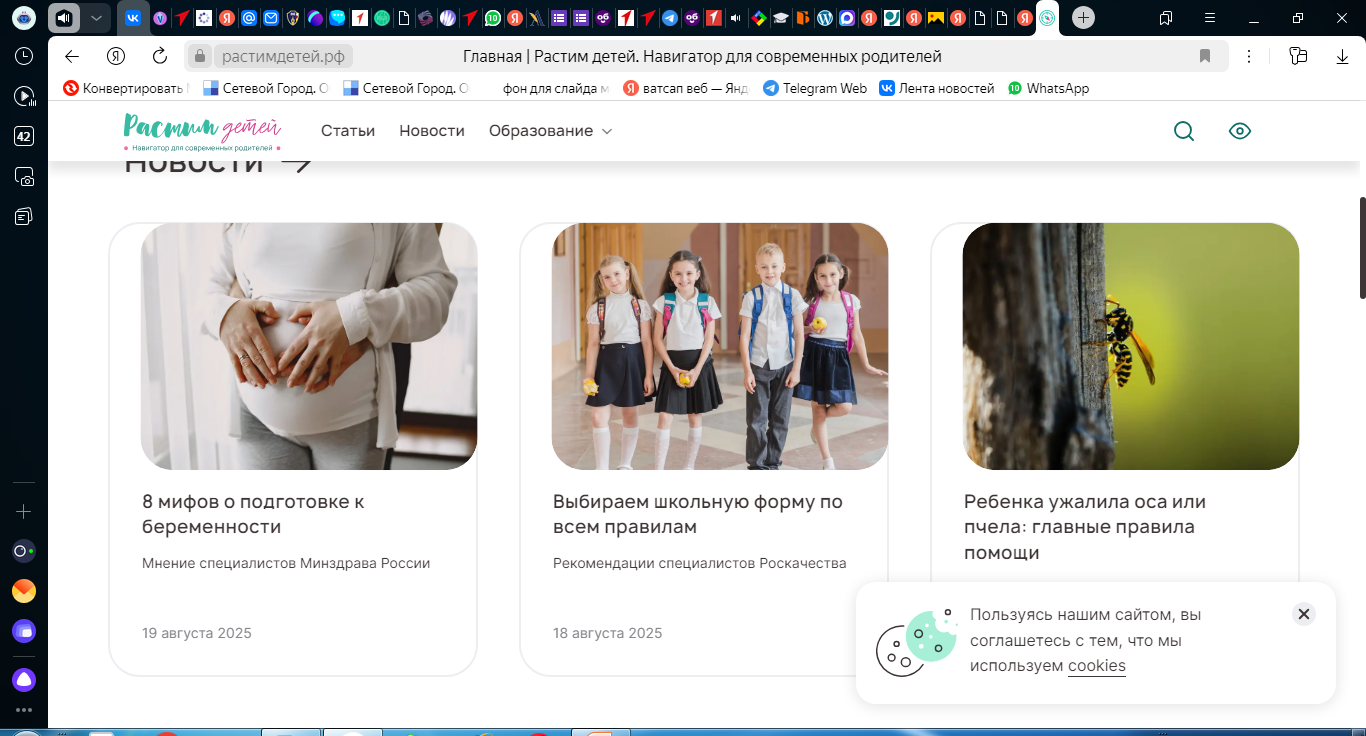 растимдетей.рф
Главная | Растим детей. Навигатор для современных родителей
42
Конвертировать
Сетевой Город. О
Сетевой Город. О
фон для слайда
ватсап веб — Янд
Telegram Web
Лента новостей
10 WhatsApp
Растим детей
Навигатор для современных родителей
Статьи
Новости
Образование
Новости
8 мифов о подготовке к
беременности
Мнение специалистов Минздрава России
19 августа 2025
Выбираем школьную форму по
всем правилам
Рекомендации специалистов Роскачества
18 августа 2025
Ребенка ужалила оса или
пчела: главные правила
помощи
Пользуясь нашим сайтом, вы
соглашетесь с тем, что мы
используем cookies